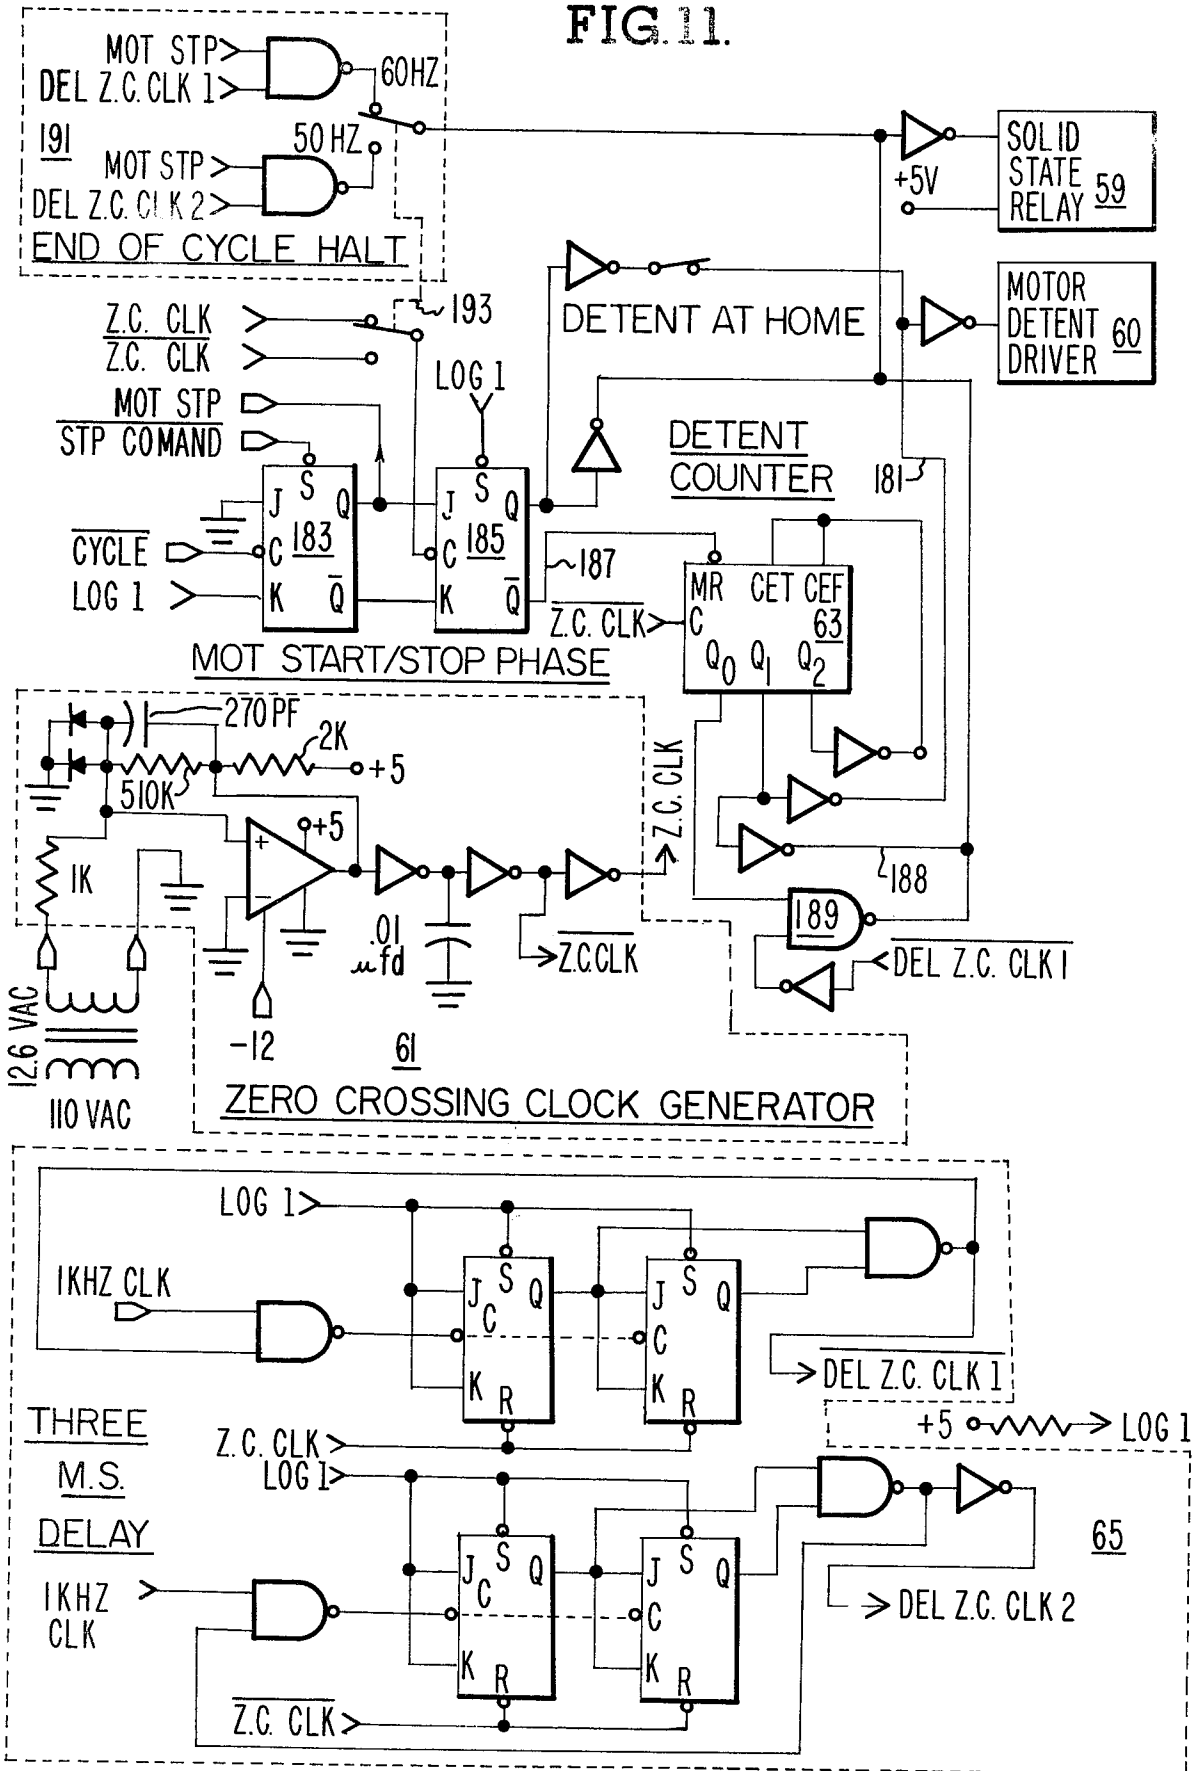 FIG. 11.
MOT STP
DEL Z.C. CLK 1
60HZ
191
50 HZ
MOT STP
DEL Z.C. CLK 2
END OF CYCLE HALT
SOLID
STATE
RELAY 59
+5V
MOTOR
DETENT
DRIVER 60
DETENT AT HOME
Z.C. CLK
Z.C. CLK
193
LOG 1
MOT STP
STP COMAND
DETENT
COUNTER
181
J S Q
183
C
K Q
J S Q
185
C
K Q
CYCLE
LOG 1
187
MR CET CEF
C 63
Q0 Q1 Q2
Z.C. CLK
MOT START/STOP PHASE
270PF
2K
+5
510K
+5
+
-
1K
.01
µfd
Z.C. CLK
Z.C.CLK
188
189
DEL Z.C. CLK 1
12.6 VAC
110 VAC
-12
61
ZERO CROSSING CLOCK GENERATOR
LOG 1
1KHZ CLK
J S Q
C
K R
J S Q
C
K R
DEL Z.C. CLK 1
THREE
M.S.
DELAY
+5
LOG 1
Z.C. CLK
LOG 1
J S Q
C
K R
J S Q
C
K R
65
1KHZ
CLK
DEL Z.C. CLK 2
Z.C. CLK